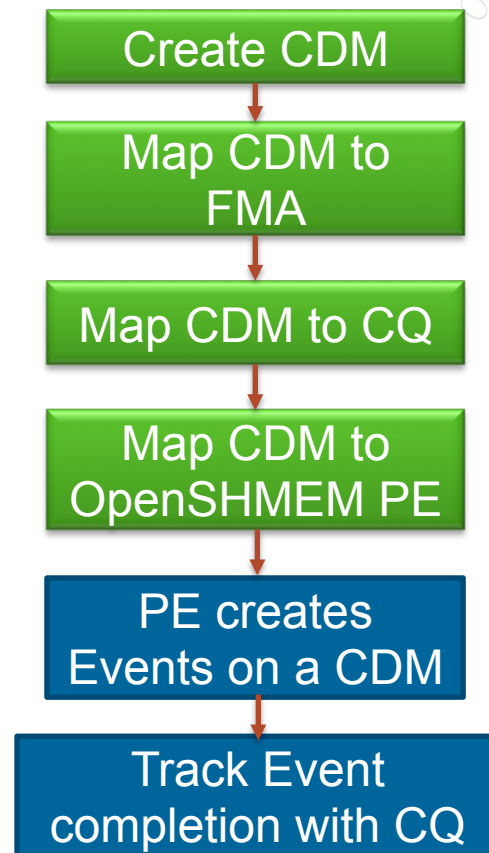 Create CDM
Map CDM to
FMA
Map CDM to CQ
Map CDM to
OpenSHMEM PE
PE creates
Events on a CDM
Track Event
completion with CQ